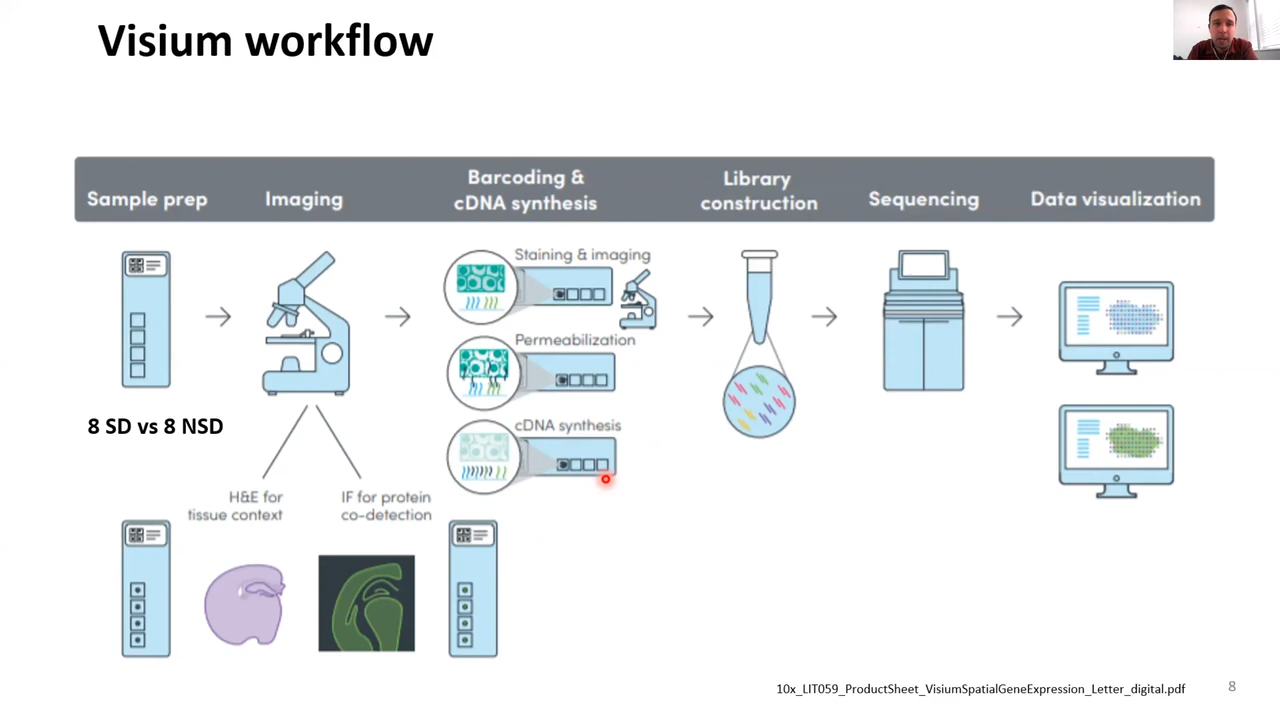 Visium workflow
Sample prep
Imaging
Barcoding &
cDNA synthesis
Library
construction
Sequencing
Data visualization
Staining & imaging
Permeabilization
cDNA synthesis
8 SD vs 8 NSD
H&E for
tissue context
IF for protein
co-detection
10x_LIT059_ProductSheet_VisiumSpatialGeneExpression_Letter_digital.pdf
8